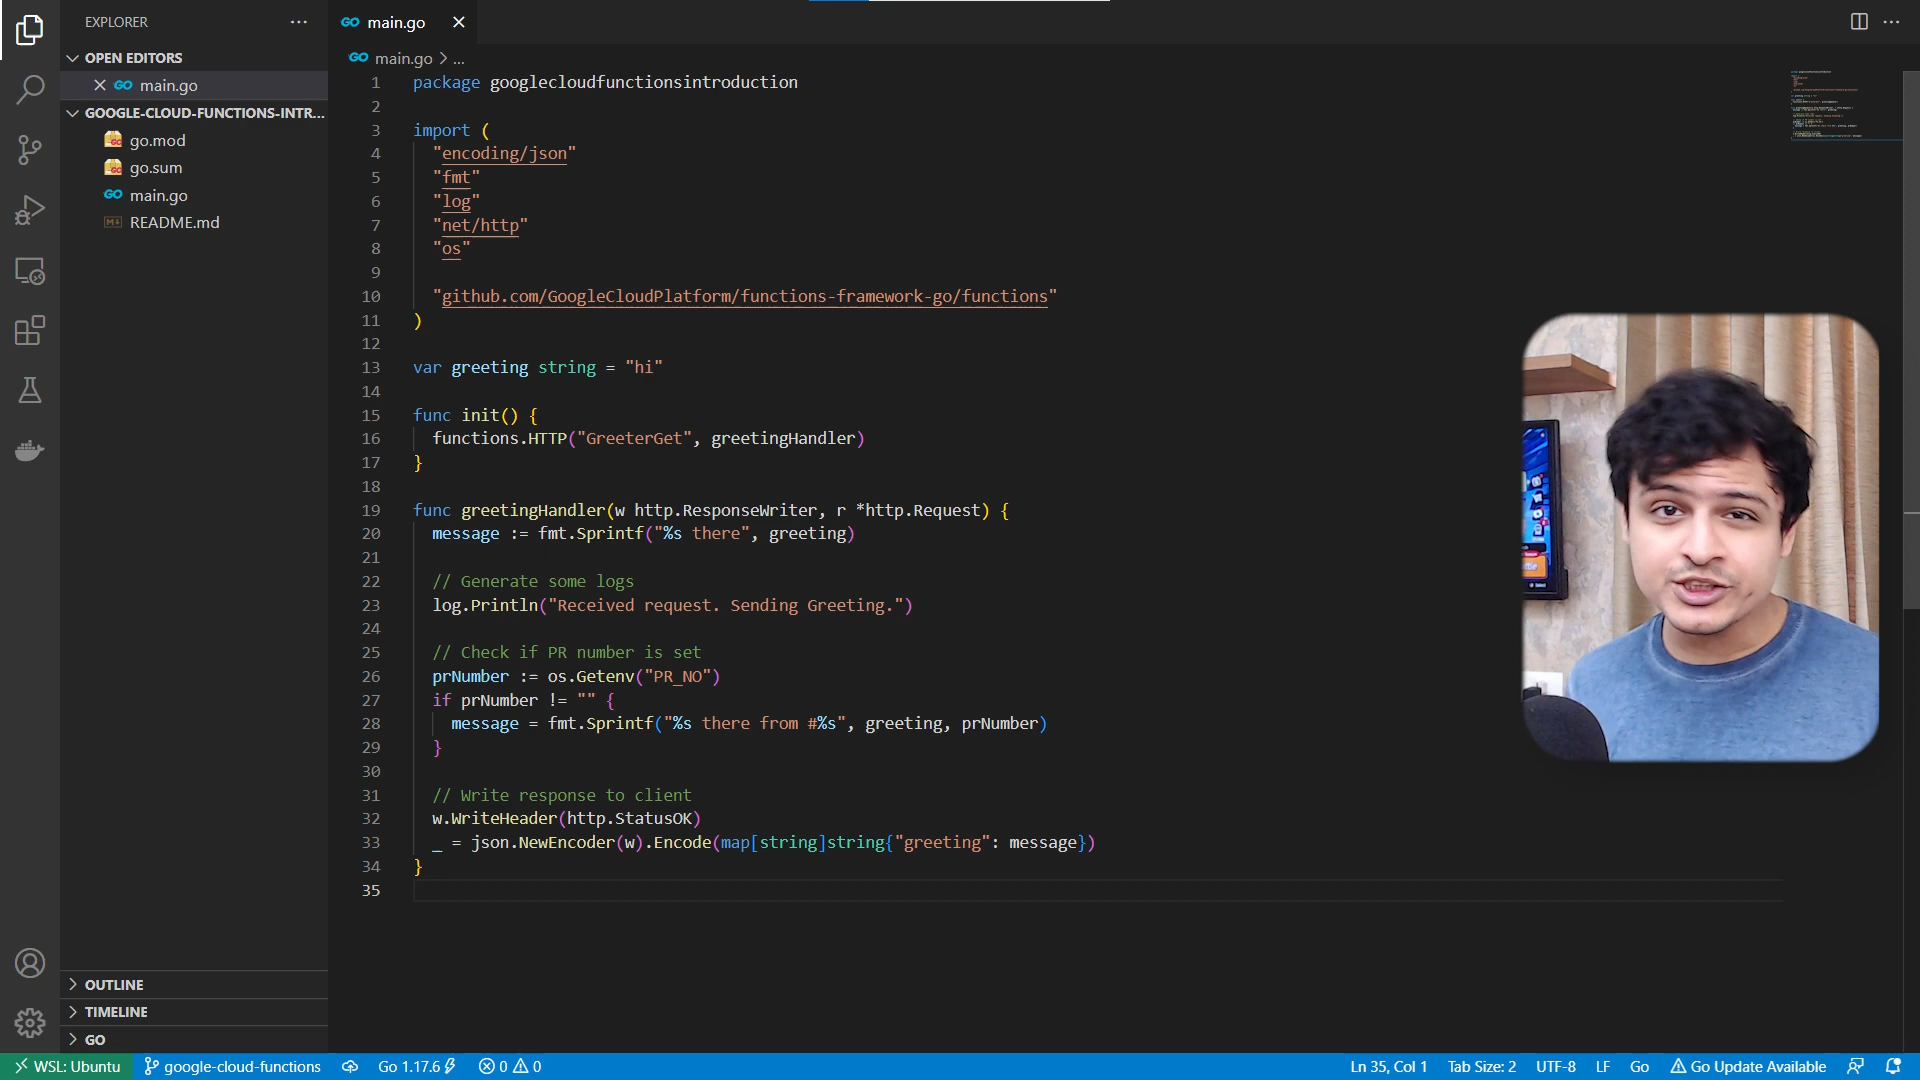 EXPLORER
OPEN EDITORS
main.go
GOOGLE-CLOUD-FUNCTIONS-INTR...
go.mod
go.sum
main.go
README.md
OUTLINE
TIMELINE
GO
main.go
main.go > ...
1 package googlecloudfunctionsintroduction
2
3 import (
4 "encoding/json"
5 "fmt"
6 "log"
7 "net/http"
8 "os"
9
10 "github.com/GoogleCloudPlatform/functions-framework-go/functions"
11 )
12
13 var greeting string = "hi"
14
15 func init() {
16 functions.HTTP("GreeterGet", greetingHandler)
17 }
18
19 func greetingHandler(w http.ResponseWriter, r *http.Request) {
20 message := fmt.Sprintf("%s there", greeting)
21
22 // Generate some logs
23 log.Println("Received request. Sending Greeting.")
24
25 // Check if PR number is set
26 prNumber := os.Getenv("PR_NO")
27 if prNumber != "" {
28 message = fmt.Sprintf("%s there from #%s", greeting, prNumber)
29 }
30
31 // Write response to client
32 w.WriteHeader(http.StatusOK)
33 _ = json.NewEncoder(w).Encode(map[string]string{"greeting": message})
34 }
35
WSL: Ubuntu google-cloud-functions Go 1.17.6 0 0 Ln 35, Col 1 Tab Size: 2 UTF-8 LF Go Go Update Available